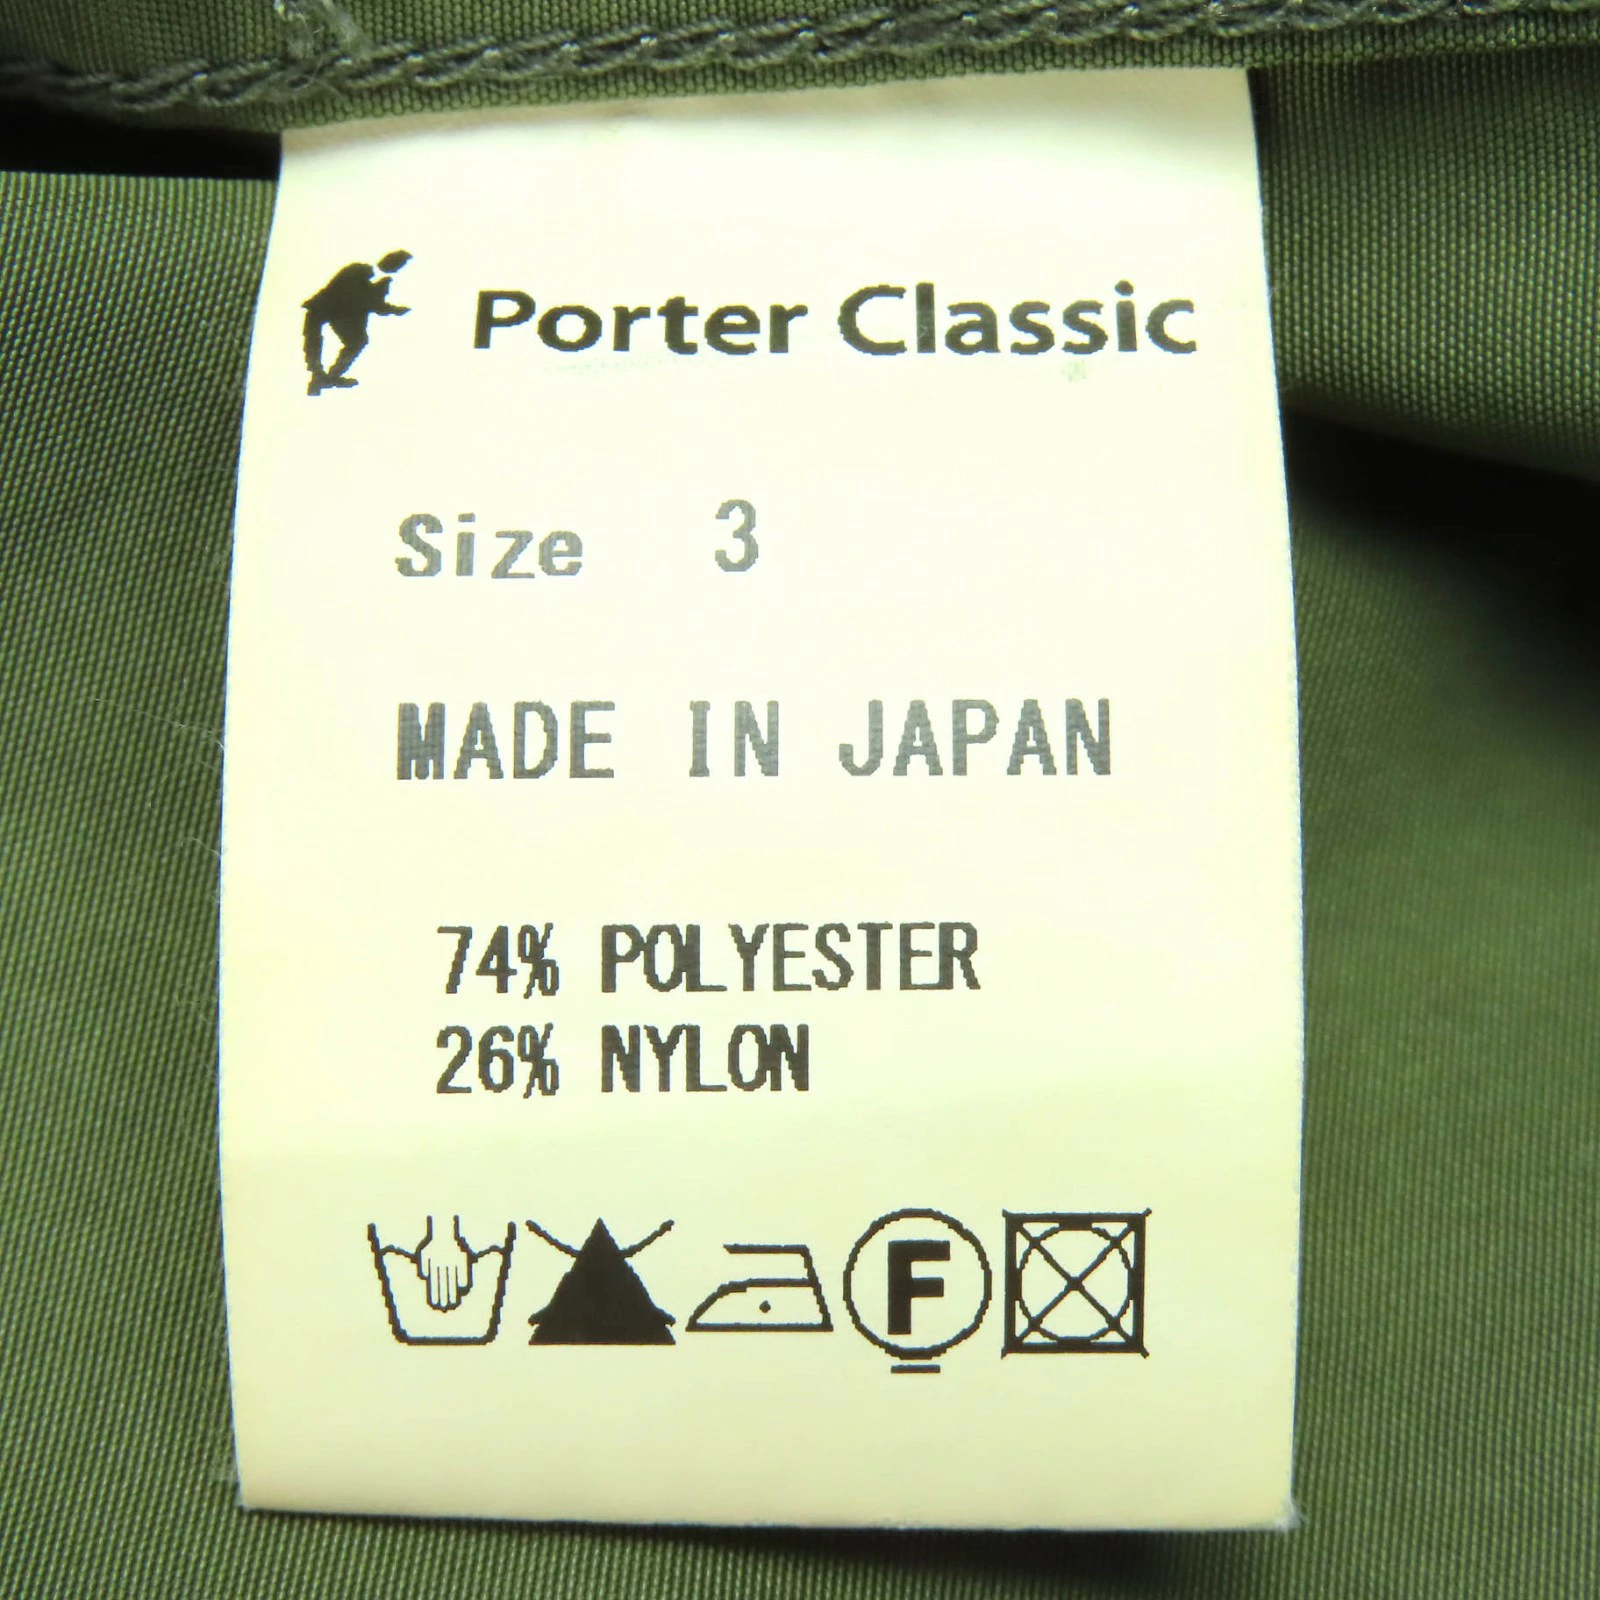 Porter Classic
Size 3
MADE IN JAPAN
74% POLYESTER
26% NYLON
F